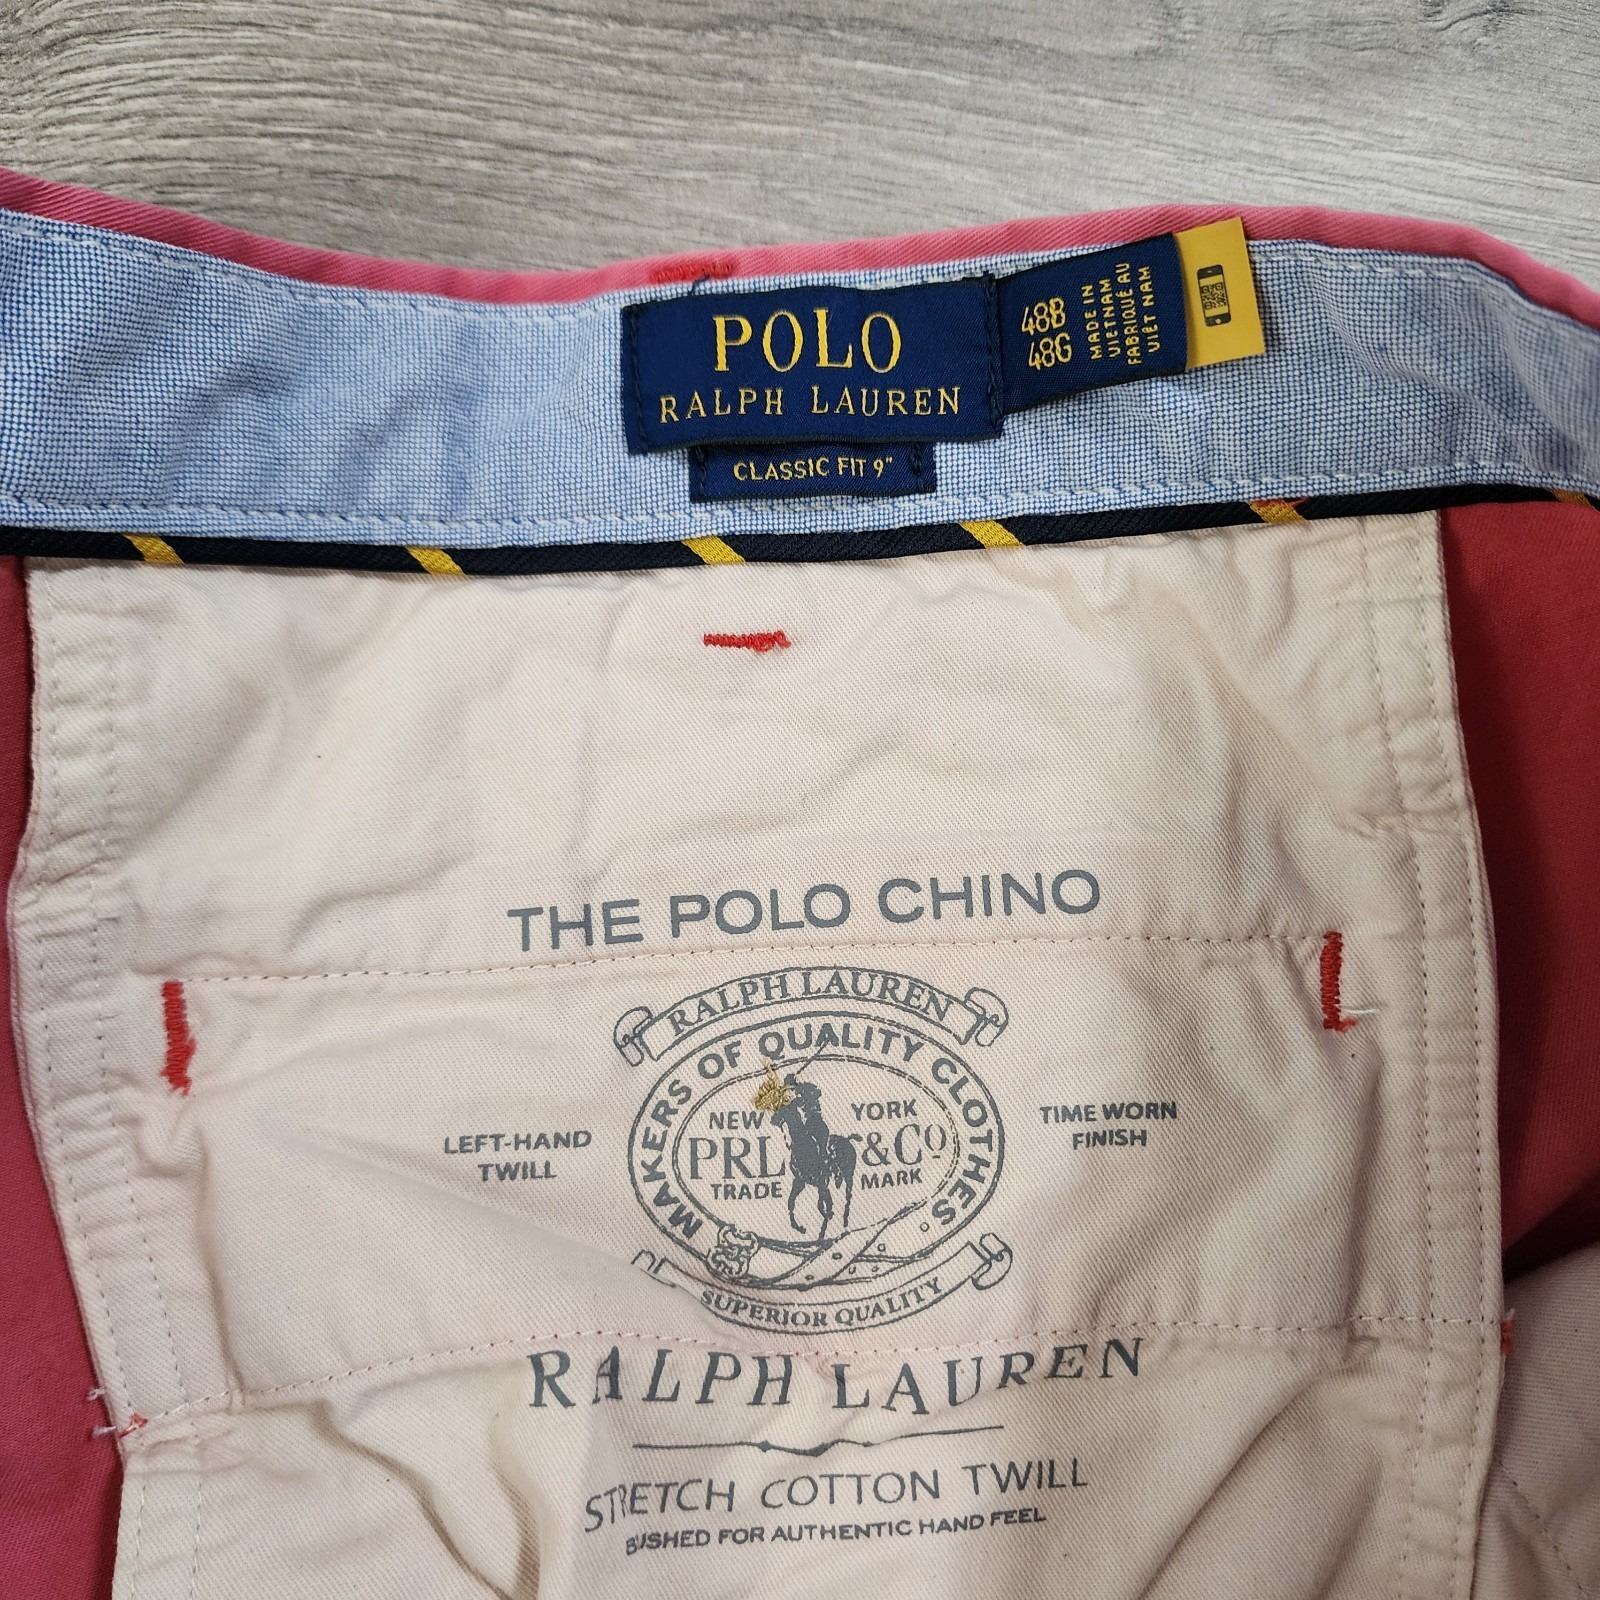 POLO
RALPH LAUREN
CLASSIC FIT 9"
48B
48G
MADE IN
VIETNAM
FABRIQUÉ AU
VIÊT NAM
THE POLO CHINO
RALPH LAUREN
MAKERS OF QUALITY CLOTHES
NEW YORK
PRL &Cº
TRADE MARK
SUPERIOR QUALITY
LEFT-HAND
TWILL
TIME WORN
FINISH
RALPH LAUREN
STRETCH COTTON TWILL
BUSHED FOR AUTHENTIC HAND FEEL